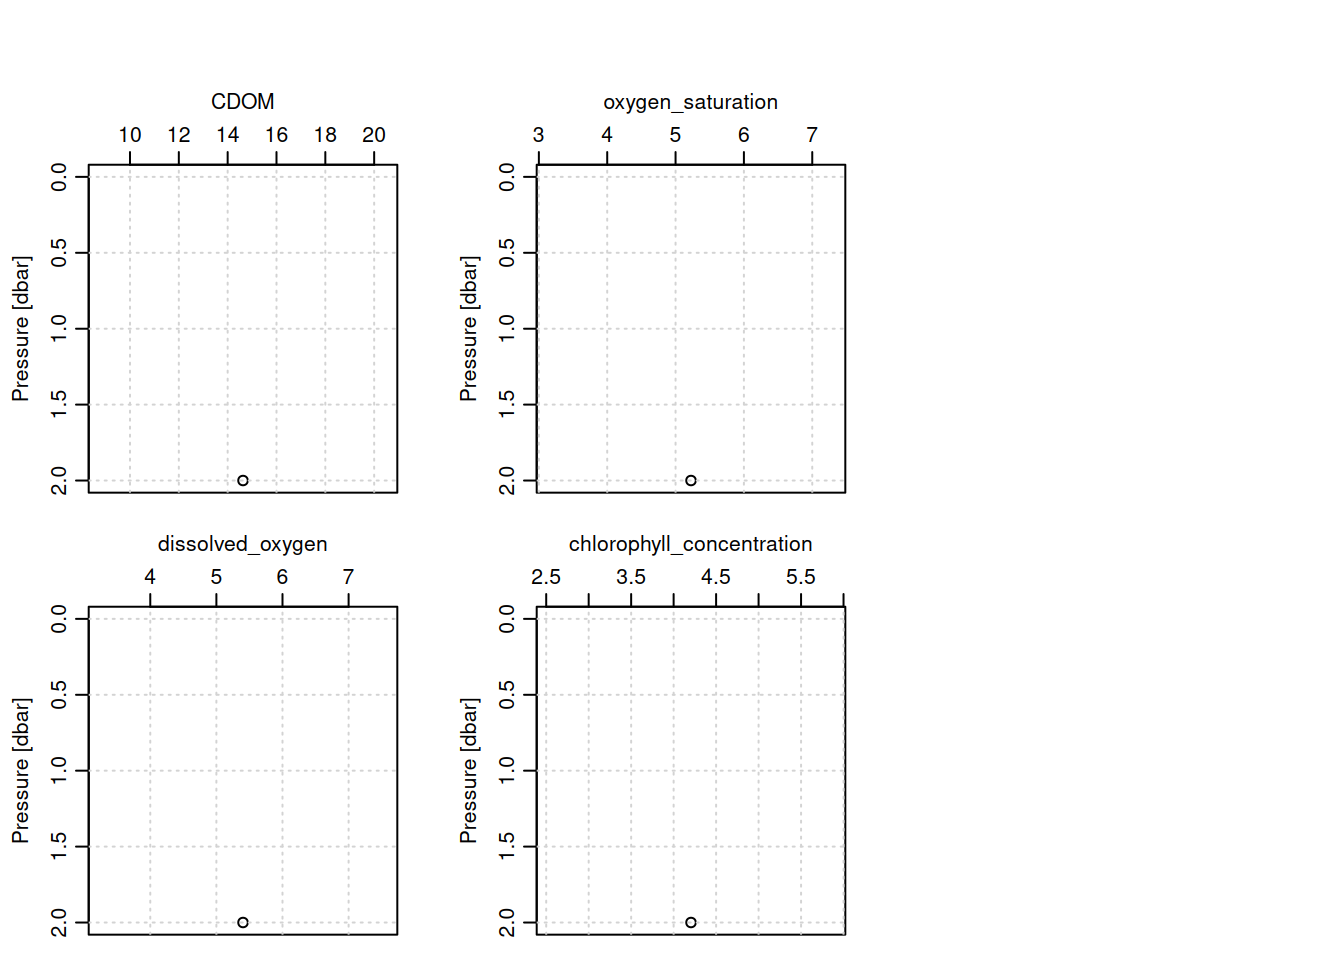 CDOM
10 12 14 16 18 20
0.0
0.5
1.0
1.5
2.0
Pressure [dbar]
oxygen_saturation
3 4 5 6 7
0.0
0.5
1.0
1.5
2.0
Pressure [dbar]
dissolved_oxygen
4 5 6 7
0.0
0.5
1.0
1.5
2.0
Pressure [dbar]
chlorophyll_concentration
2.5 3.5 4.5 5.5
0.0
0.5
1.0
1.5
2.0
Pressure [dbar]